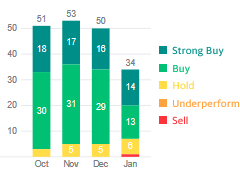 53
51
50
50
34
40
30
20
10
18
17
16
14
30
31
29
13
5
5
6
Oct
Nov
Dec
Jan
Strong Buy
Buy
Hold
Underperform
Sell